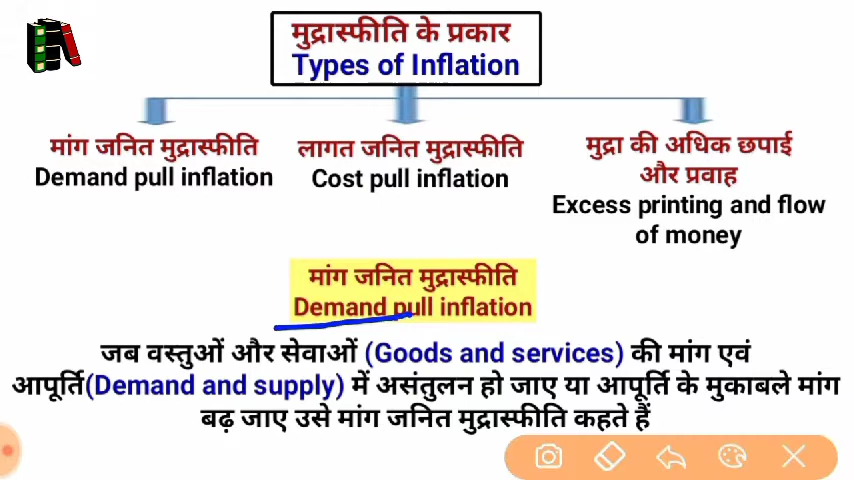 मुद्रास्फीति के प्रकार
Types of Inflation
मांग जनित मुद्रास्फीति
Demand pull inflation
लागत जनित मुद्रास्फीति
Cost pull inflation
मुद्रा की अधिक छपाई
और प्रवाह
Excess printing and flow
of money
मांग जनित मुद्रास्फीति
Demand pull inflation
जब वस्तुओं और सेवाओं (Goods and services) की मांग एवं
आपूर्ति(Demand and supply) में असंतुलन हो जाए या आपूर्ति के मुकाबले मांग
बढ़ जाए उसे मांग जनित मुद्रास्फीति कहते हैं